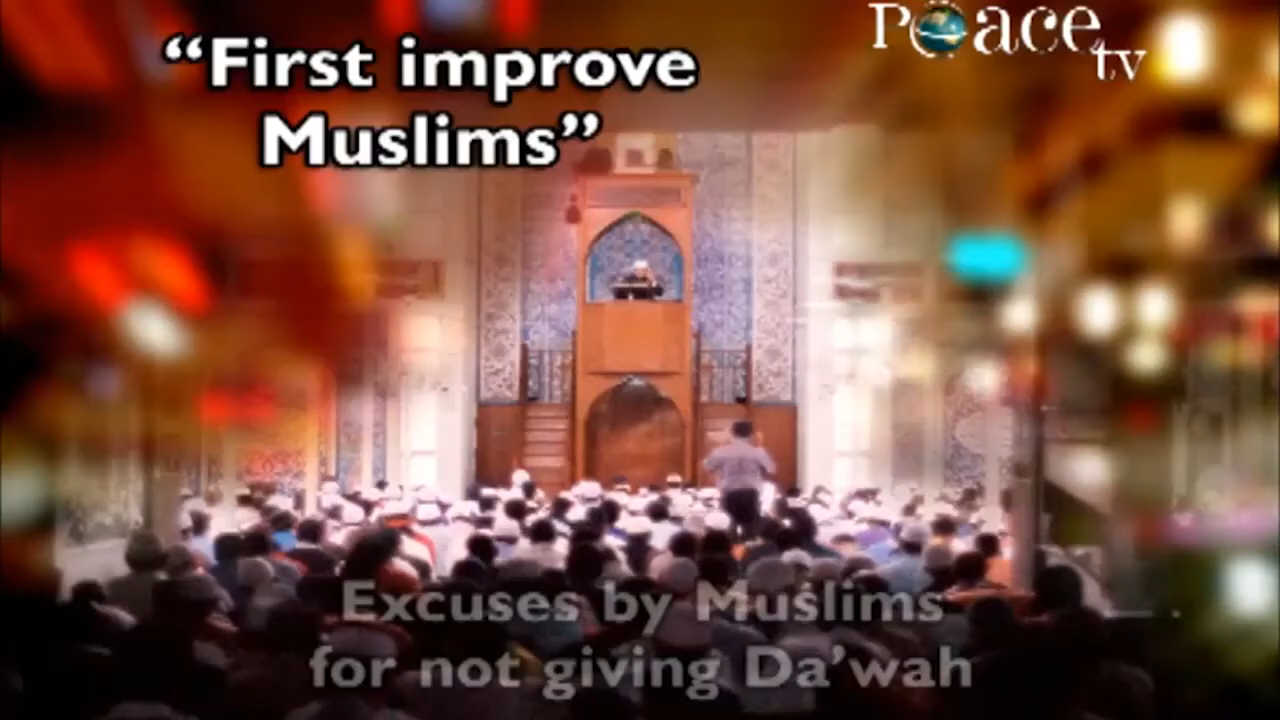 Peace
tv
“First improve
Muslims”
Excuses by Muslims
for not giving Da’wah